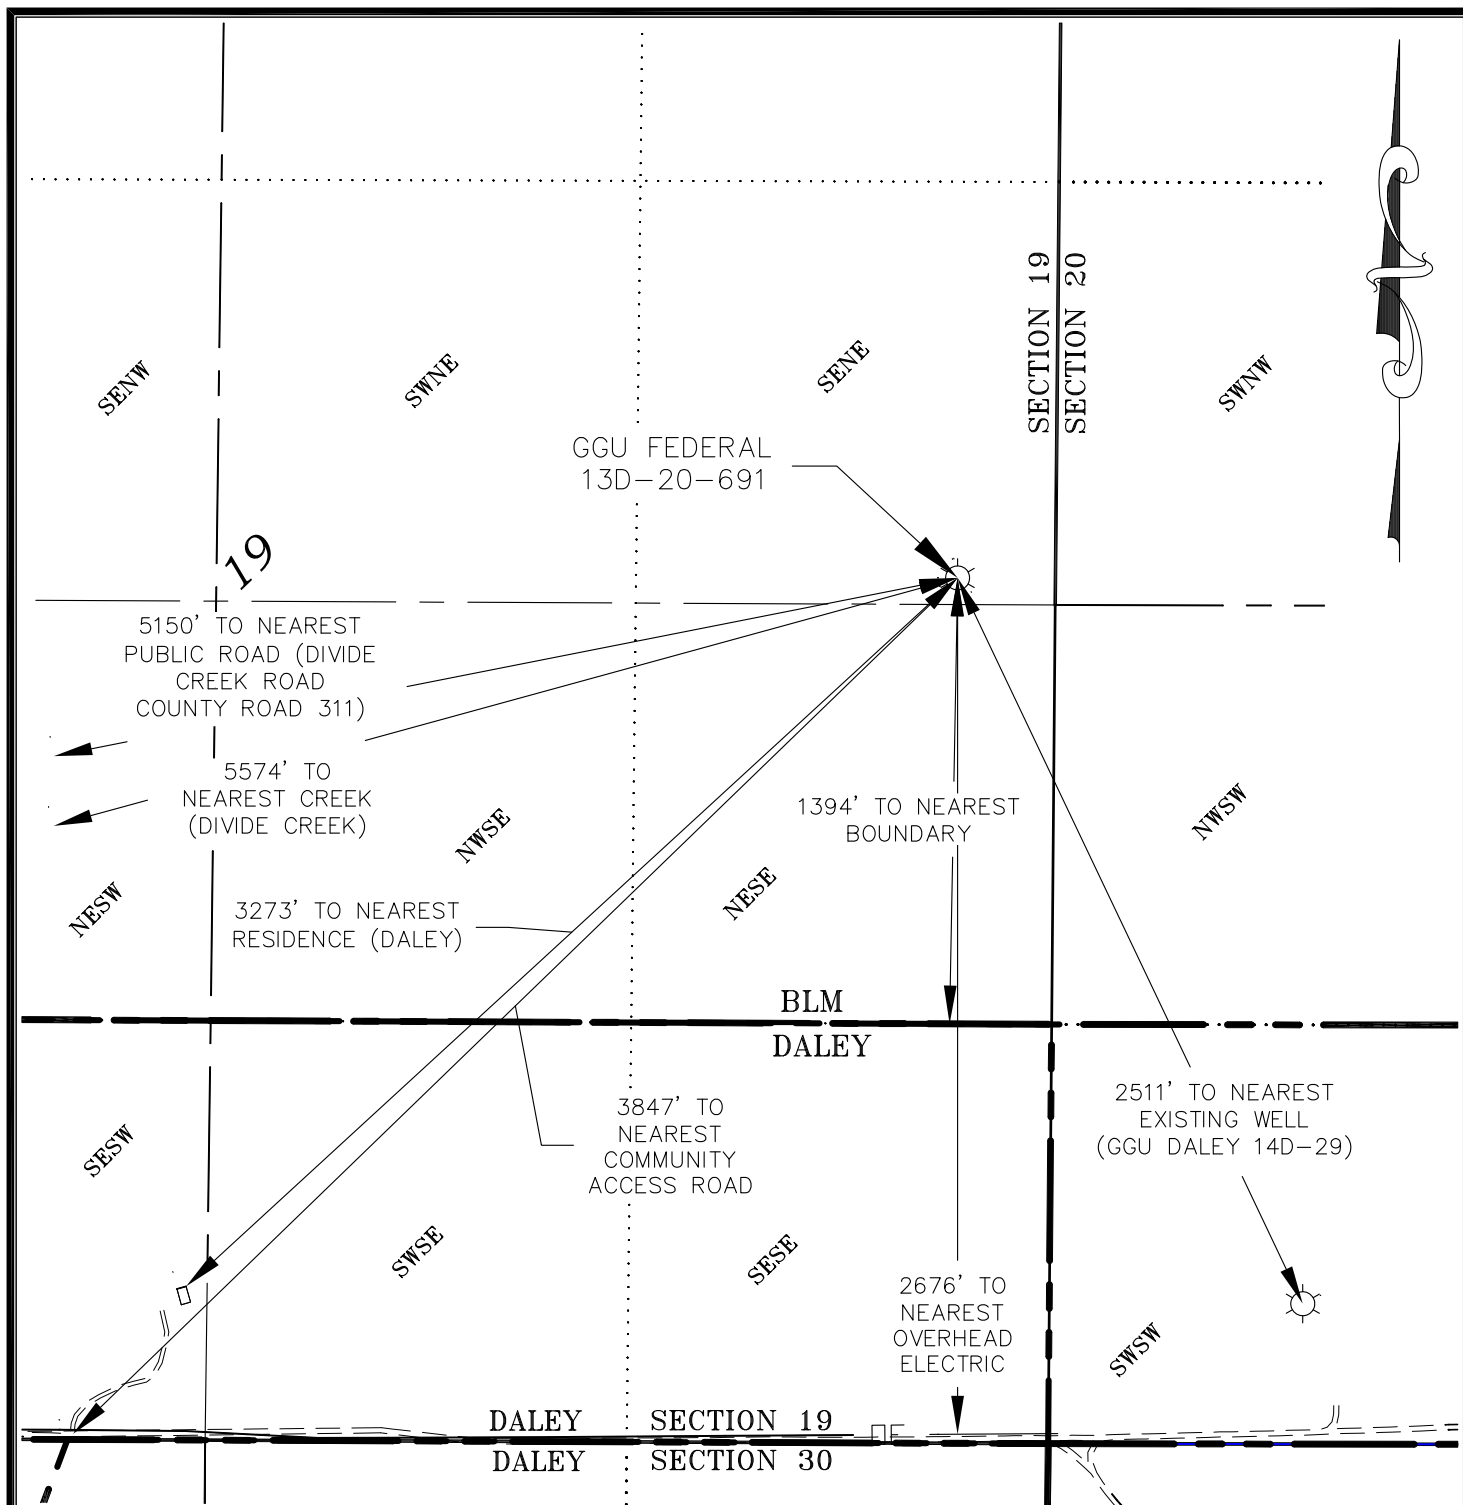 SECTION 19
SECTION 20
SENW
SWNE
SENE
SWNW
GGU FEDERAL
13D-20-691
19
5150' TO NEAREST
PUBLIC ROAD (DIVIDE
CREEK ROAD
COUNTY ROAD 311)
5574' TO
NEAREST CREEK
(DIVIDE CREEK)
1394' TO NEAREST
BOUNDARY
NWSE
NWSW
NESW
NESE
3273' TO NEAREST
RESIDENCE (DALEY)
BLM
DALEY
3847' TO
NEAREST
COMMUNITY
ACCESS ROAD
2511' TO NEAREST
EXISTING WELL
(GGU DALEY 14D-29)
SESW
SWSE
SESE
2676' TO
NEAREST
OVERHEAD
ELECTRIC
SWSW
DALEY SECTION 19
DALEY SECTION 30